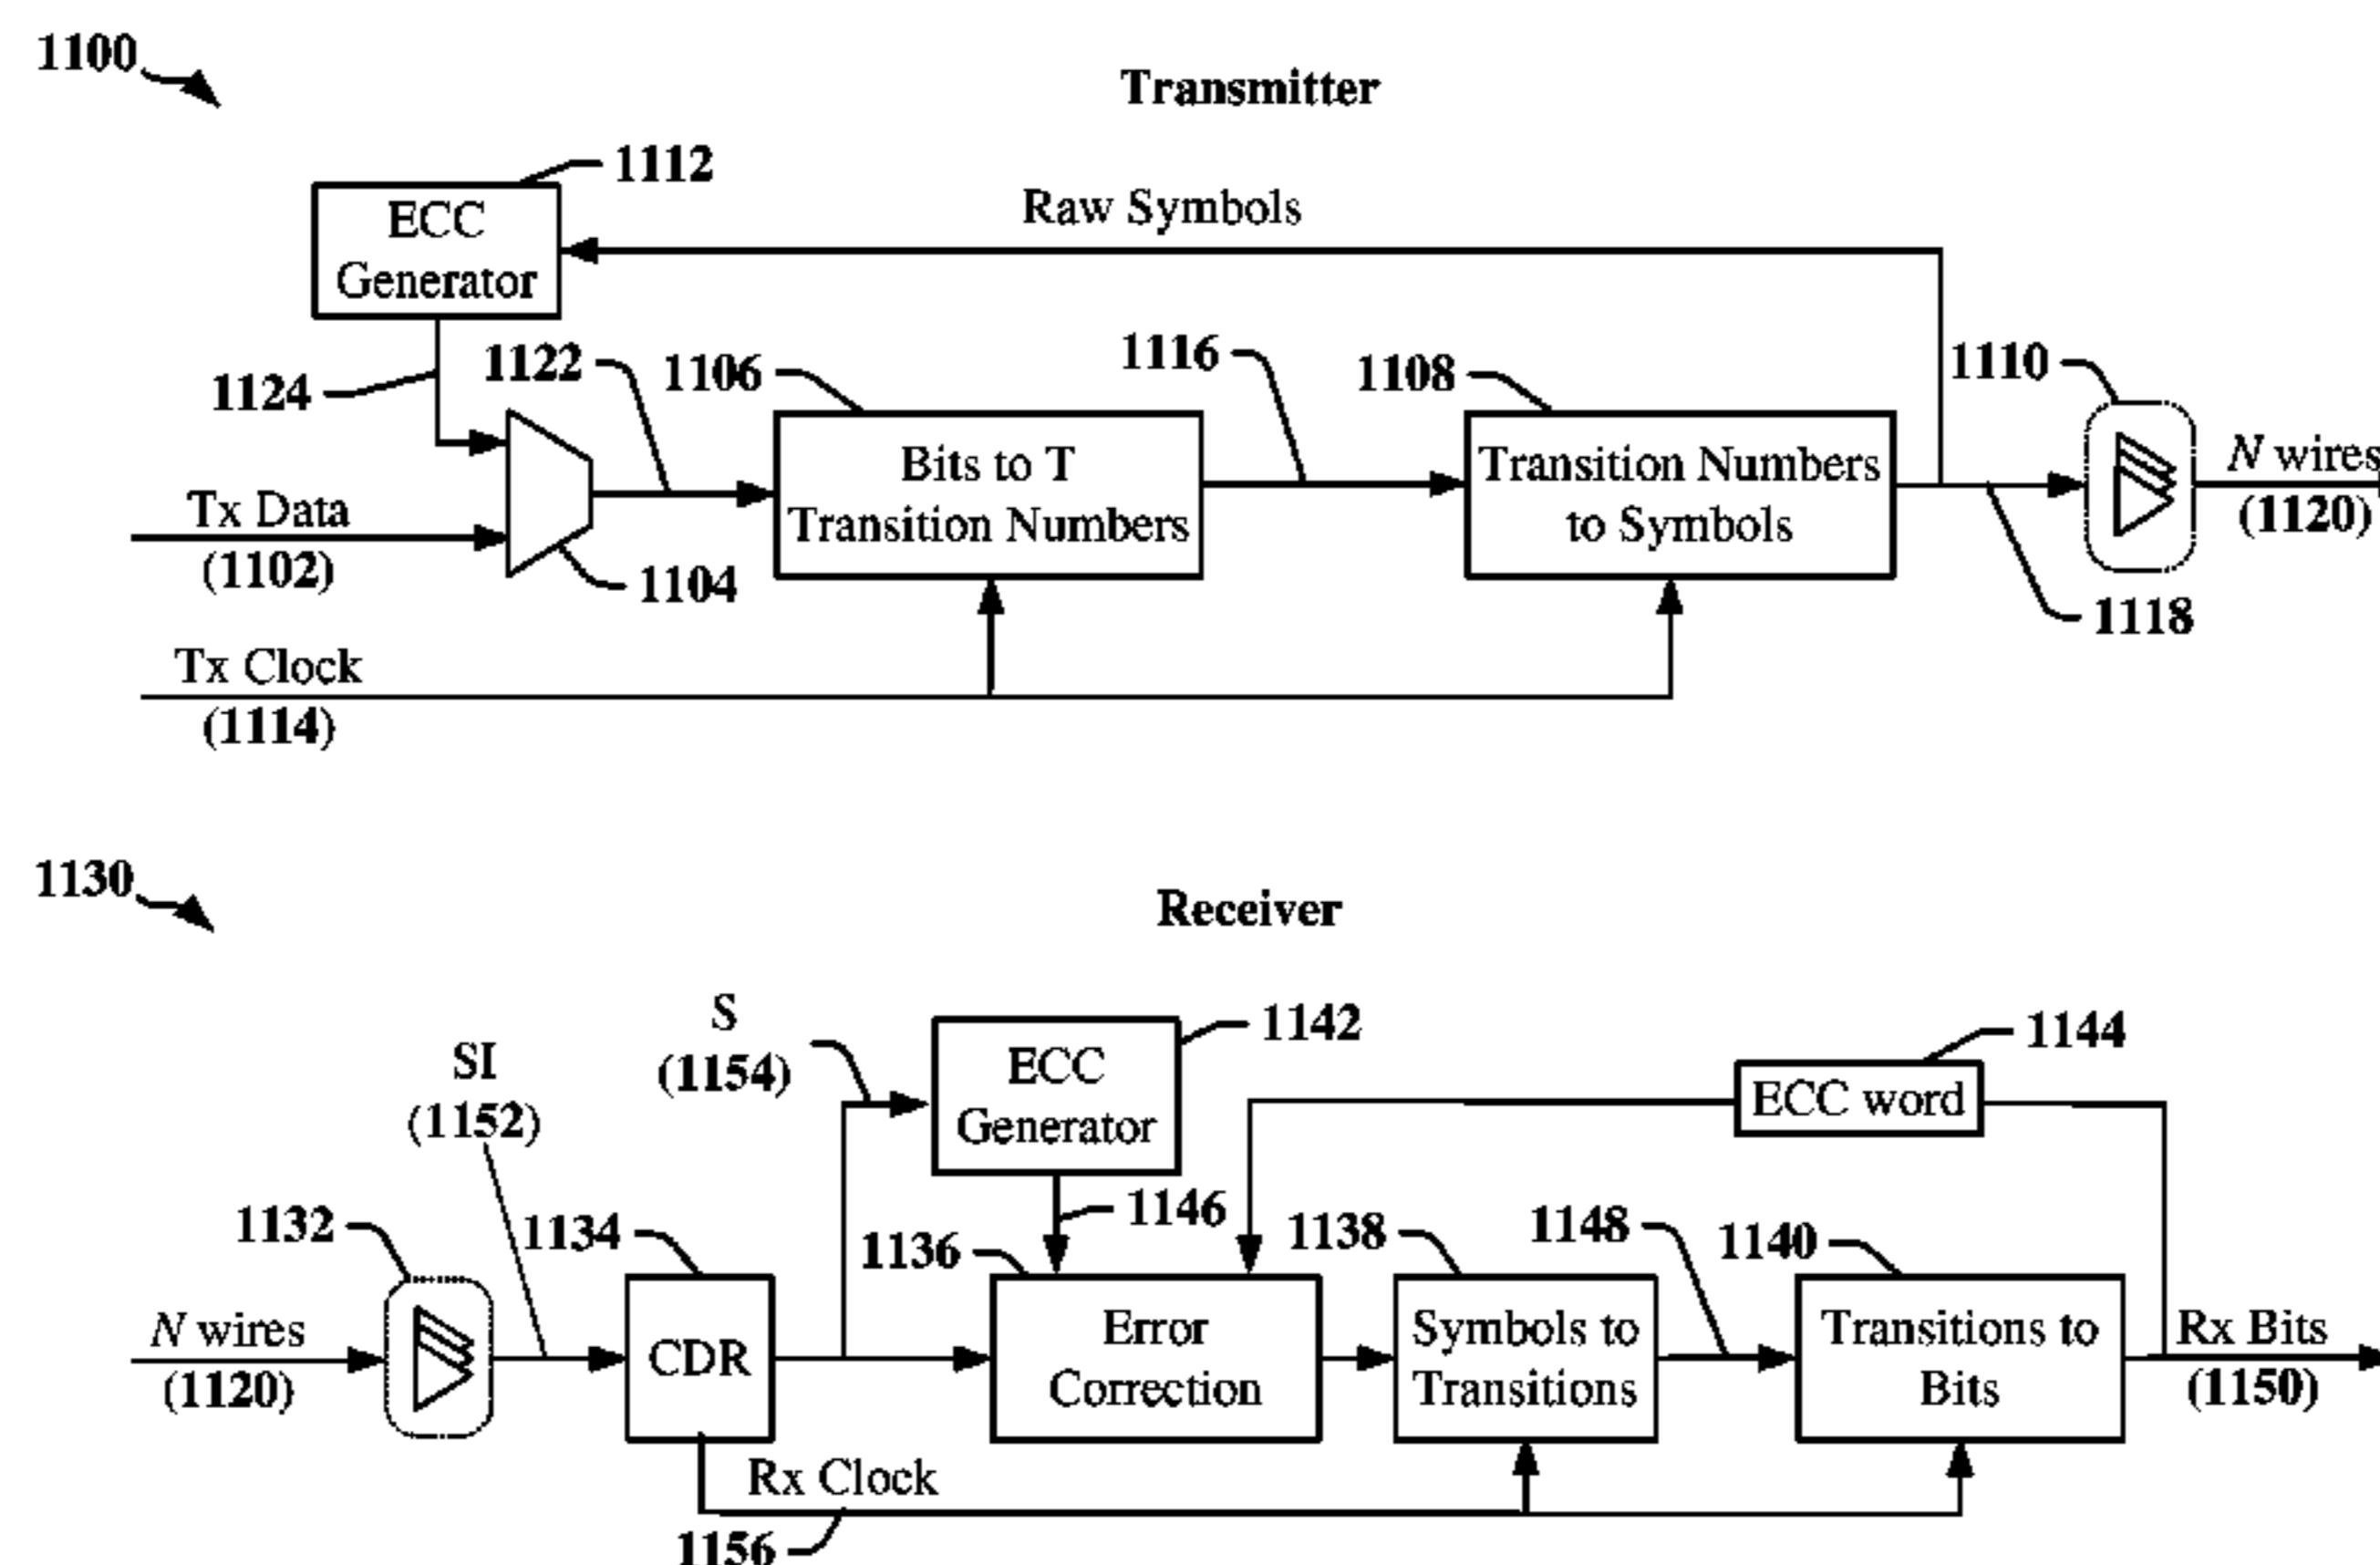 1100
Transmitter
1112
ECC
Generator
Raw Symbols
1124
1122
1106
1116
1108
1110
Tx Data
(1102)
1104
Bits to T
Transition Numbers
Transition Numbers
to Symbols
N wires
(1120)
1118
Tx Clock
(1114)
1130
Receiver
S
(1154)
SI
(1152)
ECC
Generator
1142
1144
ECC word
1132
1134
1136
1146
1138
1148
1140
N wires
(1120)
CDR
Error
Correction
Symbols to
Transitions
Transitions to
Bits
Rx Bits
(1150)
Rx Clock
1156